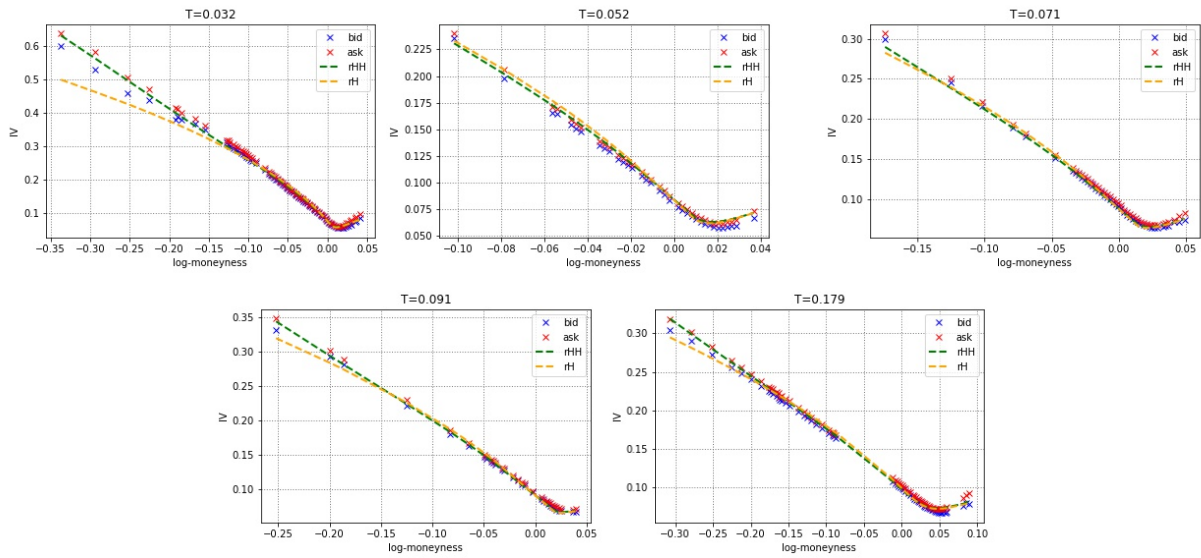 T=0.032
bid
ask
rHH
rH
0.6
0.5
0.4
0.3
0.2
0.1
IV
−0.35
−0.30
−0.25
−0.20
−0.15
−0.10
−0.05
0.00
0.05
log-moneyness
T=0.052
bid
ask
rHH
rH
0.225
0.200
0.175
0.150
0.125
0.100
0.075
0.050
IV
−0.10
−0.08
−0.06
−0.04
−0.02
0.00
0.02
0.04
log-moneyness
T=0.071
bid
ask
rHH
rH
0.30
0.25
0.20
0.15
0.10
IV
−0.15
−0.10
−0.05
0.00
0.05
log-moneyness
T=0.091
bid
ask
rHH
rH
0.35
0.30
0.25
0.20
0.15
0.10
IV
−0.25
−0.20
−0.15
−0.10
−0.05
0.00
0.05
log-moneyness
T=0.179
bid
ask
rHH
rH
0.30
0.25
0.20
0.15
0.10
IV
−0.30
−0.25
−0.20
−0.15
−0.10
−0.05
0.00
0.05
0.10
log-moneyness